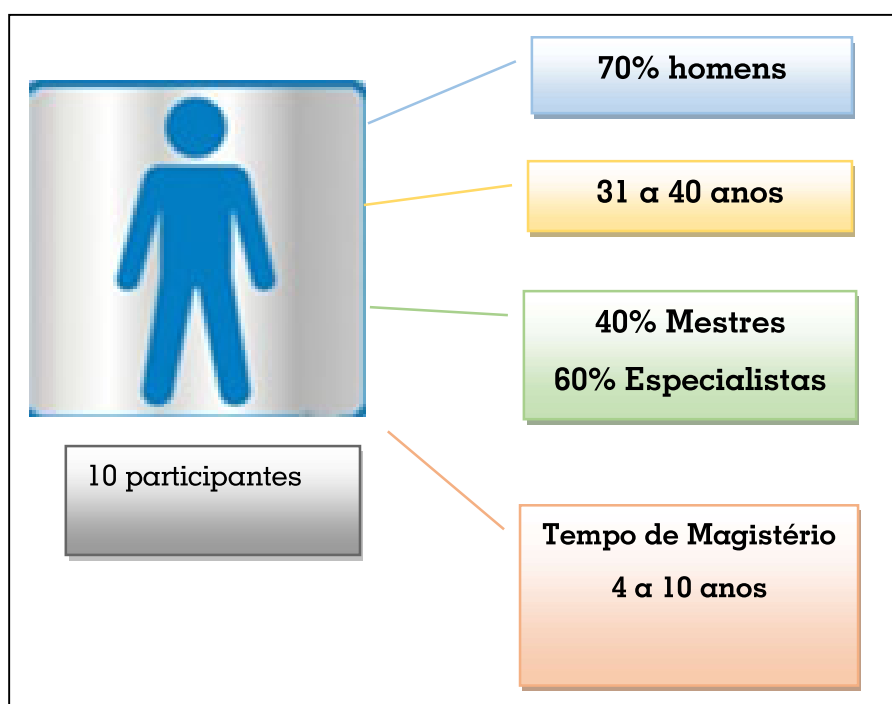 70% homens
31 a 40 anos
40% Mestres
60% Especialistas
10 participantes
Tempo de Magistério
4 a 10 anos